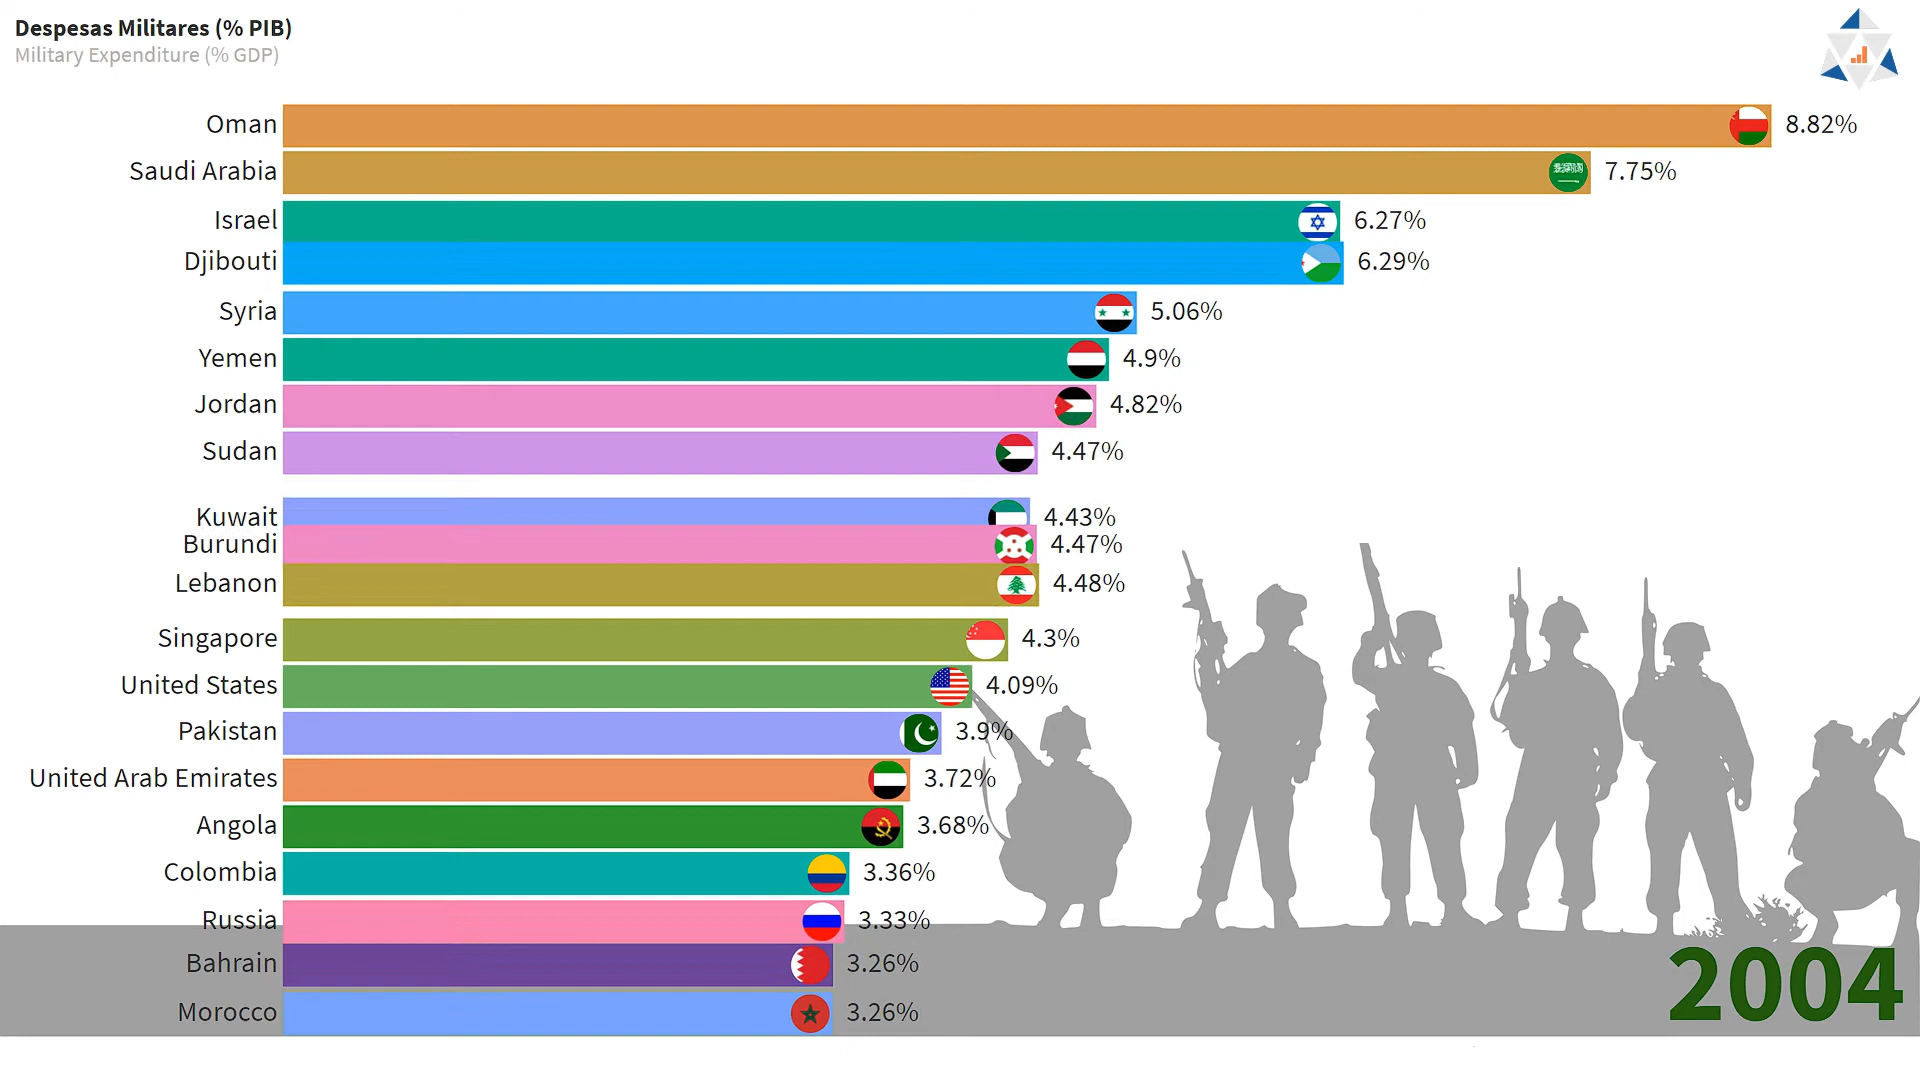 Despesas Militares (% PIB)
Military Expenditure (% GDP)
Oman 8.82%
Saudi Arabia 7.75%
Israel 6.27%
Djibouti 6.29%
Syria 5.06%
Yemen 4.9%
Jordan 4.82%
Sudan 4.47%
Kuwait 4.43%
Burundi 4.47%
Lebanon 4.48%
Singapore 4.3%
United States 4.09%
Pakistan 3.9%
United Arab Emirates 3.72%
Angola 3.68%
Colombia 3.36%
Russia 3.33%
Bahrain 3.26%
Morocco 3.26%
2004